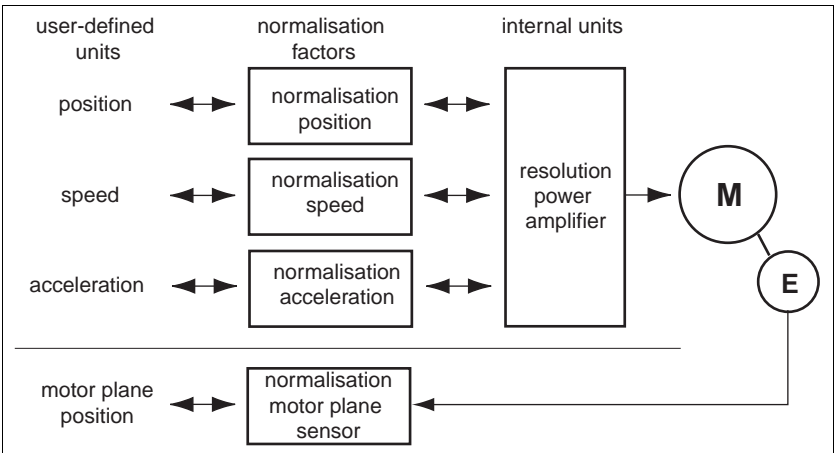 user-defined
units
normalisation
factors
internal units
position
normalisation
position
speed
normalisation
speed
acceleration
normalisation
acceleration
resolution
power
amplifier
M
E
motor plane
position
normalisation
motor plane
sensor